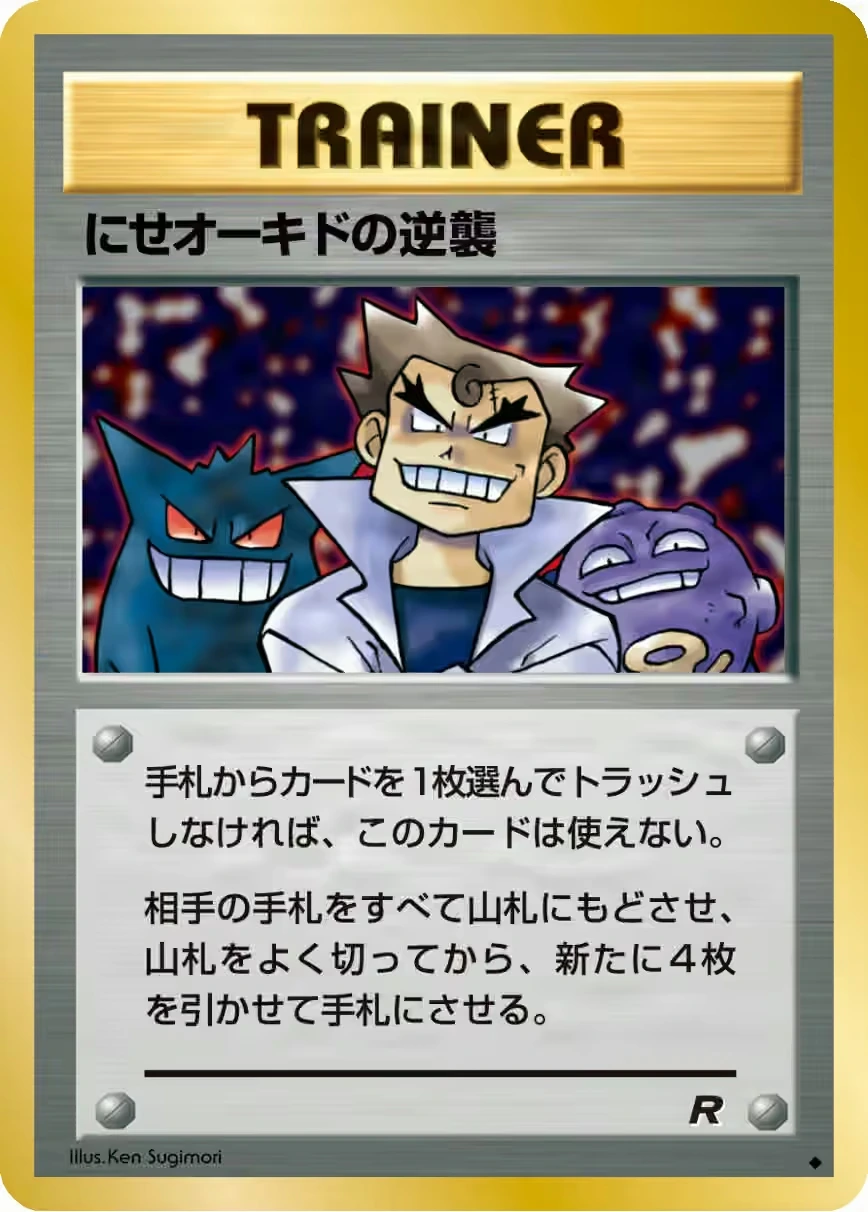 TRAINER
にせオーキドの逆襲
手札からカードを1枚選んでトラッシュ
しなければ、このカードは使えない。
相手の手札をすべて山札にもどさせ、
山札をよく切ってから、新たに4枚
を引かせて手札にさせる。
R
Illus.Ken Sugimori